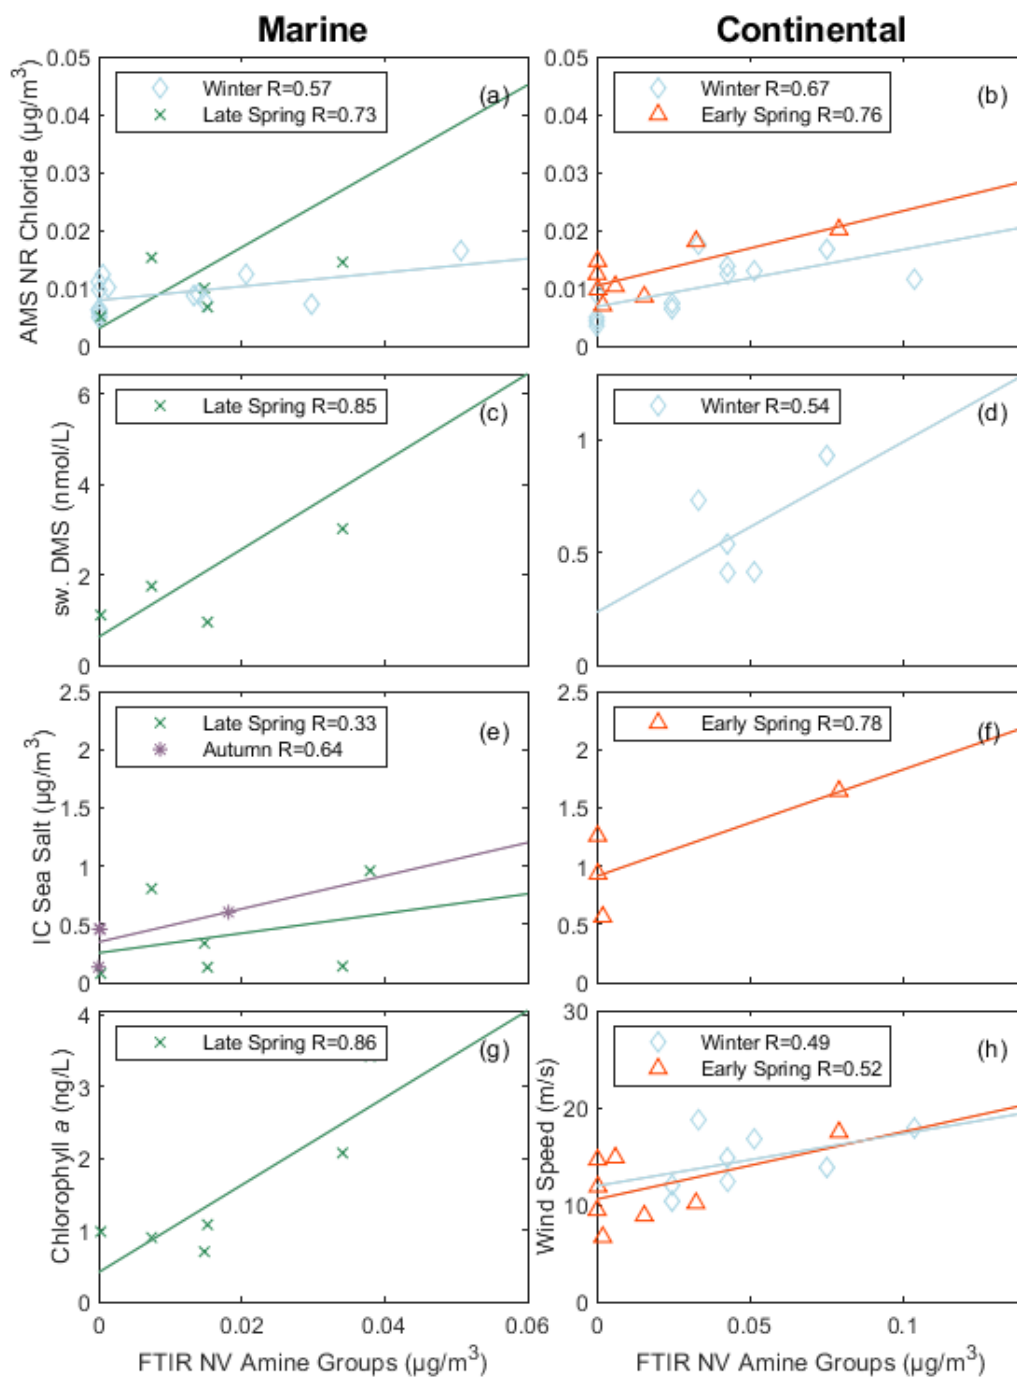 Marine
Continental
AMS NR Chloride (µg/m³)
0.05
0.04
0.03
0.02
0.01
0
Winter R=0.57
Late Spring R=0.73
(a)
0.05
0.04
0.03
0.02
0.01
0
Winter R=0.67
Early Spring R=0.76
(b)
sw. DMS (nmol/L)
6
4
2
0
Late Spring R=0.85
(c)
1
0.5
0
Winter R=0.54
(d)
IC Sea Salt (µg/m³)
2.5
2
1.5
1
0.5
0
Late Spring R=0.33
Autumn R=0.64
(e)
2.5
2
1.5
1
0.5
0
Early Spring R=0.78
(f)
Chlorophyll a (ng/L)
4
3
2
1
0
Late Spring R=0.86
(g)
0 0.02 0.04 0.06
FTIR NV Amine Groups (µg/m³)
Wind Speed (m/s)
30
20
10
0
Winter R=0.49
Early Spring R=0.52
(h)
0 0.05 0.1
FTIR NV Amine Groups (µg/m³)